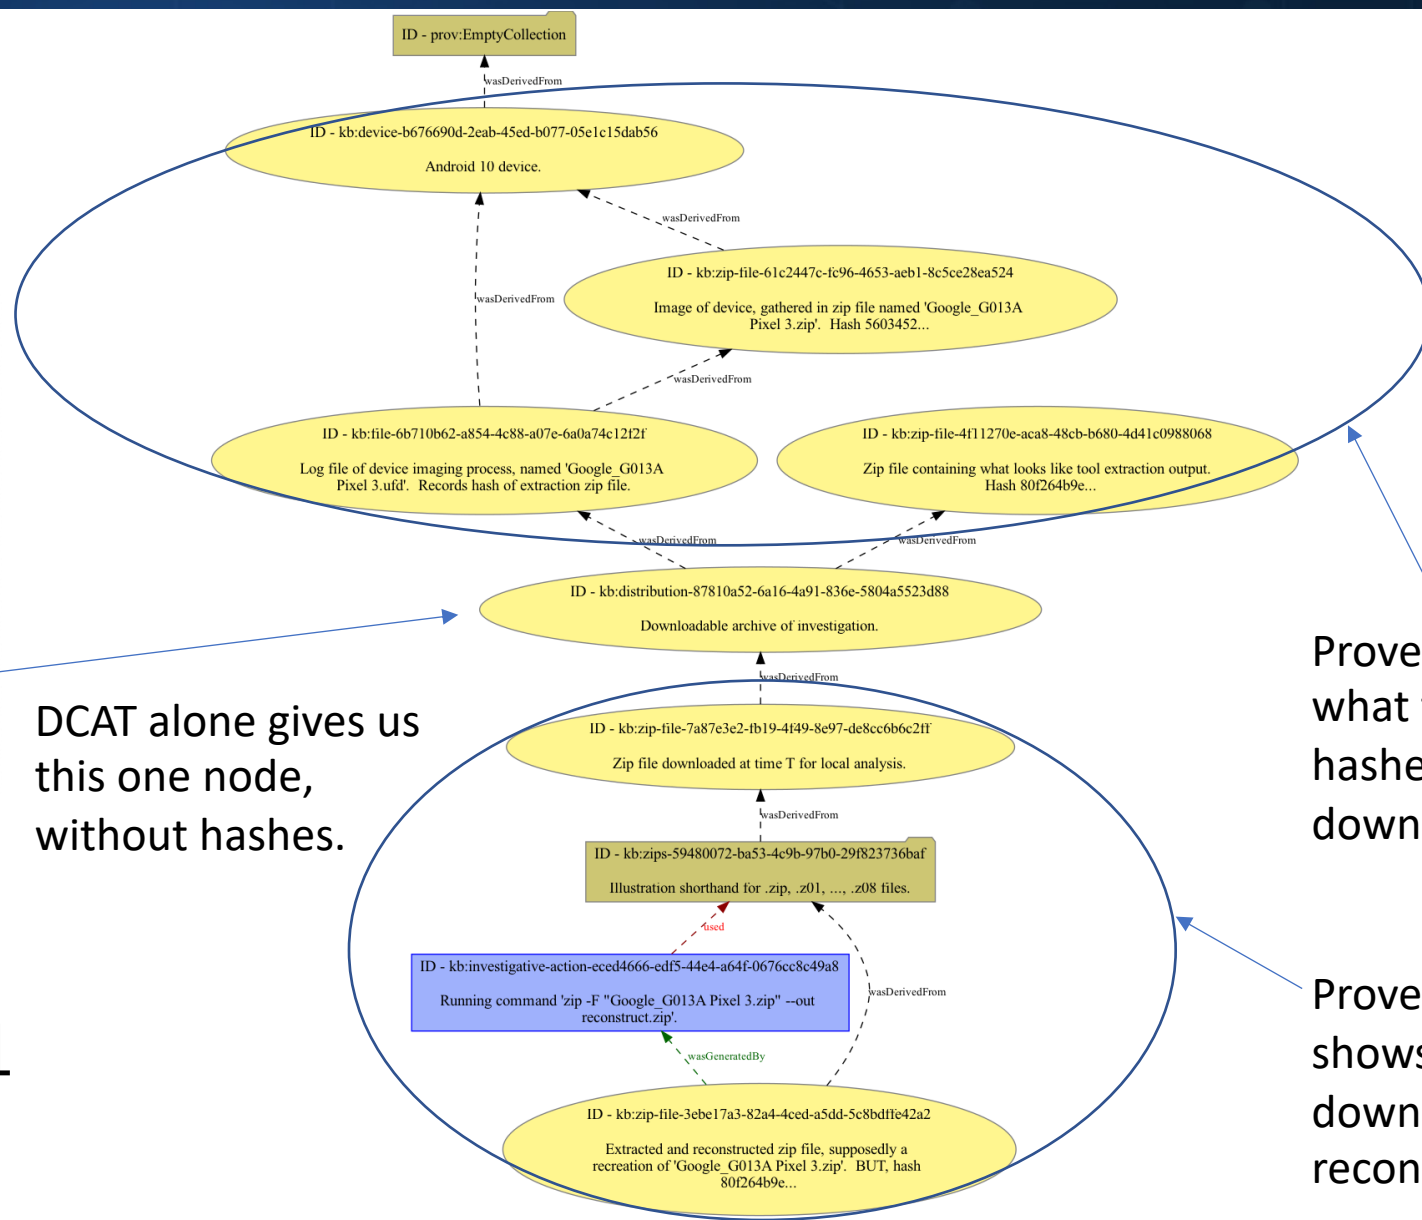 ID - prov:EmptyCollection
wasDerivedFrom
ID - kb:device-b676690d-2eab-45ed-b077-05e1c15dab56
Android 10 device.
wasDerivedFrom
ID - kb:zip-file-61c2447c-fc96-4653-aeb1-8c5ce28ea524
wasDerivedFrom
Image of device, gathered in zip file named 'Google_G013A
Pixel 3.zip'.  Hash 5603452...
wasDerivedFrom
ID - kb:file-6b710b62-a854-4c88-a07e-6a0a74c12f2f
Log file of device imaging process, named 'Google_G013A
Pixel 3.ufd'.  Records hash of extraction zip file.
ID - kb:zip-file-4f11270e-aca8-48cb-b680-4d41c0988068
Zip file containing what looks like tool extraction output.
Hash 80f264b9e...
wasDerivedFrom
wasDerivedFrom
ID - kb:distribution-87810a52-6a16-4a91-836e-5804a5523d88
Downloadable archive of investigation.
wasDerivedFrom
DCAT alone gives us
this one node,
without hashes.
Prove
what
hashe
down
ID - kb:zip-file-7a87e3e2-fb19-4f49-8e97-de8cc6b6c2ff
Zip file downloaded at time T for local analysis.
wasDerivedFrom
ID - kb:zips-59480072-ba53-4c9b-97b0-29f823736baf
Illustration shorthand for .zip, .z01, ..., .z08 files.
used
ID - kb:investigative-action-eced4666-edf5-44e4-a64f-0676cc8c49a8
Running command 'zip -F "Google_G013A Pixel 3.zip" --out
reconstruct.zip'.
wasDerivedFrom
wasGeneratedBy
ID - kb:zip-file-3ebe17a3-82a4-4ced-a5dd-5c8bdffe42a2
Extracted and reconstructed zip file, supposedly a
recreation of 'Google_G013A Pixel 3.zip'.  BUT, hash
80f264b9e...
Prove
shows
down
recon